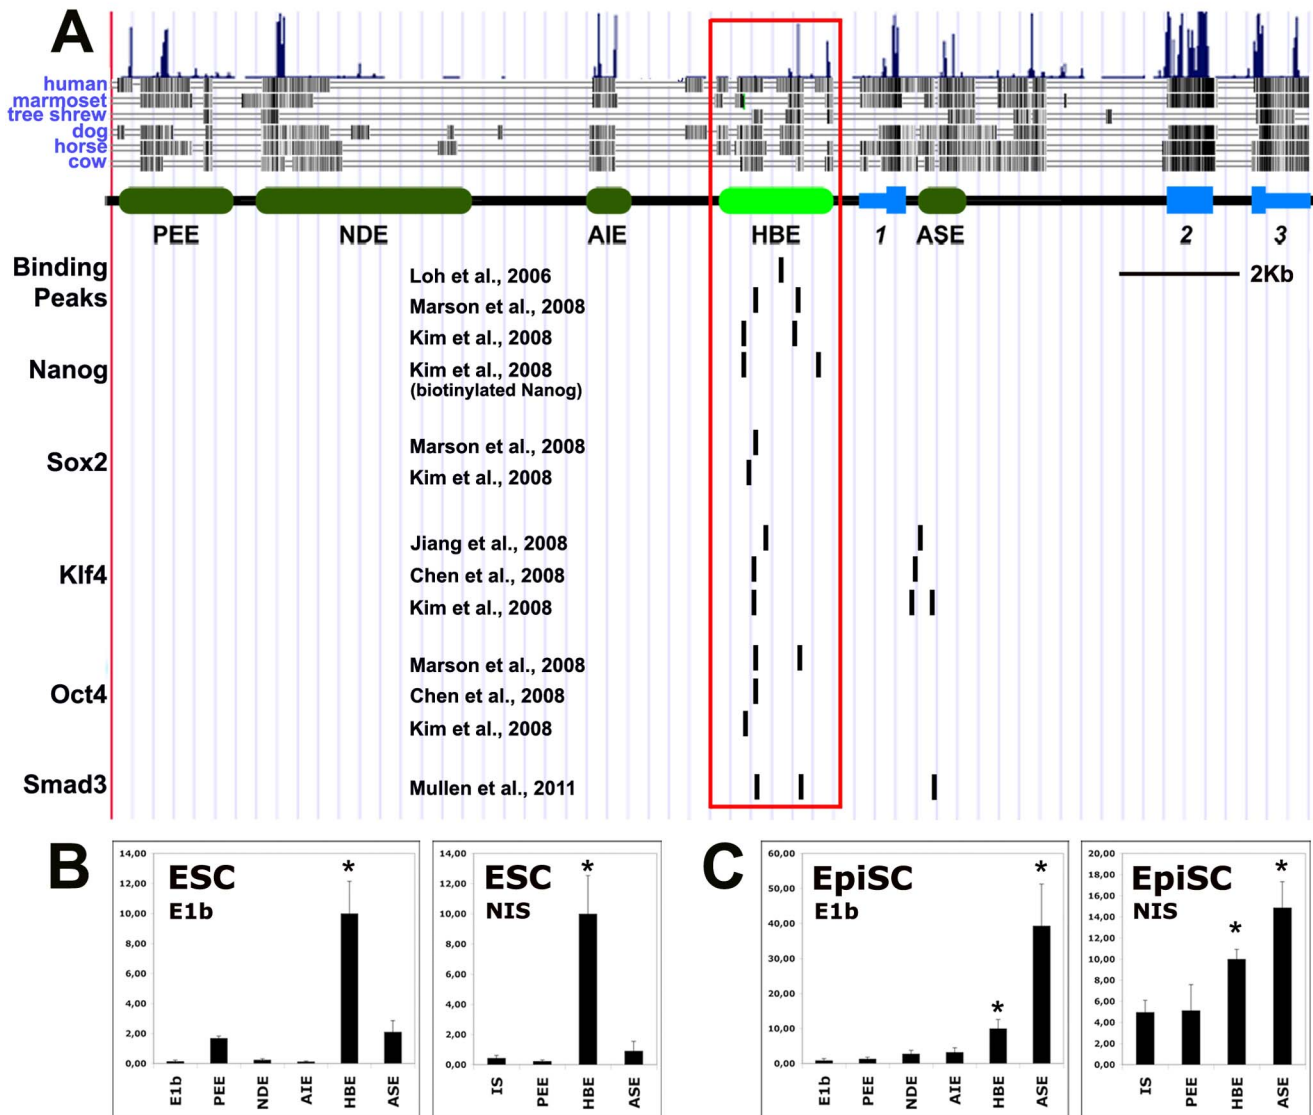 A
human
marmoset
tree shrew
dog
horse
cow
PEE NDE AIE HBE 1 ASE 2 3
2Kb
Binding
Peaks
Nanog
Loh et al., 2006
Marson et al., 2008
Kim et al., 2008
Kim et al., 2008
(biotinylated Nanog)
Sox2
Marson et al., 2008
Kim et al., 2008
Klf4
Jiang et al., 2008
Chen et al., 2008
Kim et al., 2008
Oct4
Marson et al., 2008
Chen et al., 2008
Kim et al., 2008
Smad3
Mullen et al., 2011
B
ESC
E1b
14,00
12,00
10,00
8,00
6,00
4,00
2,00
0,00
*
E1b PEE NDE AIE HBE ASE
ESC
NIS
14,00
12,00
10,00
8,00
6,00
4,00
2,00
0,00
*
IS PEE HBE ASE
C
EpiSC
E1b
60,00
50,00
40,00
30,00
20,00
10,00
0,00
* *
E1b PEE NDE AIE HBE ASE
EpiSC
NIS
20,00
18,00
16,00
14,00
12,00
10,00
8,00
6,00
4,00
2,00
0,00
* *
IS PEE HBE ASE